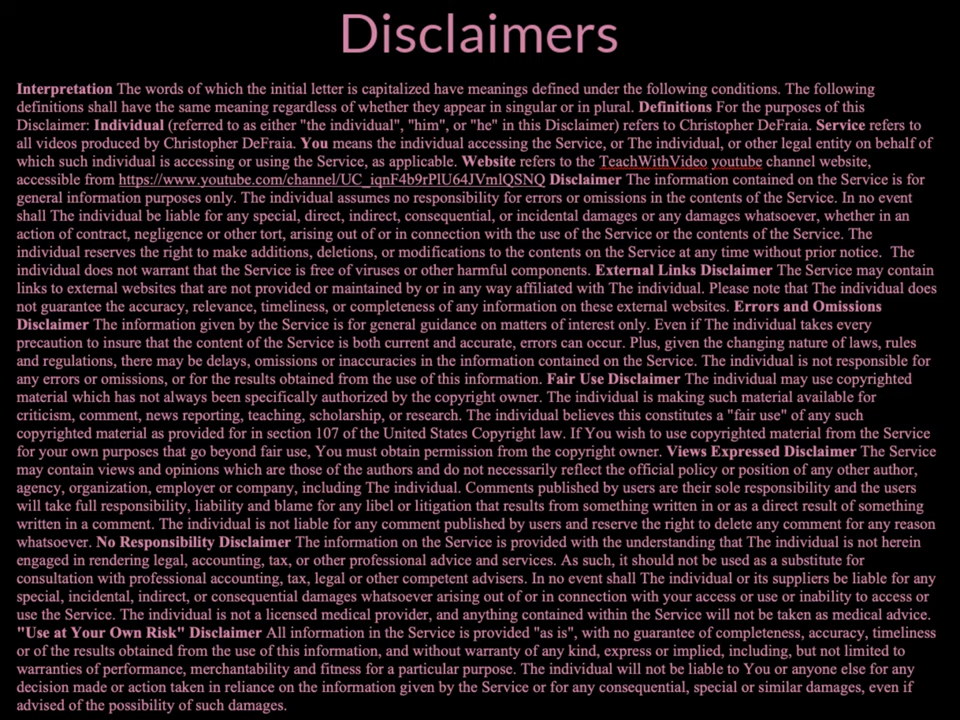 Disclaimers
Interpretation The words of which the initial letter is capitalized have meanings defined under the following conditions. The following
definitions shall have the same meaning regardless of whether they appear in singular or in plural. Definitions For the purposes of this
Disclaimer: Individual (referred to as either "the individual", "him", or "he" in this Disclaimer) refers to Christopher DeFraia. Service refers to
all videos produced by Christopher DeFraia. You means the individual accessing the Service, or The individual, or other legal entity on behalf of
which such individual is accessing or using the Service, as applicable. Website refers to the TeachWithVideo youtube channel website,
accessible from https://www.youtube.com/channel/UC_iqnF4b9rPlU64JVmlQSNQ Disclaimer The information contained on the Service is for
general information purposes only. The individual assumes no responsibility for errors or omissions in the contents of the Service. In no event
shall The individual be liable for any special, direct, indirect, consequential, or incidental damages or any damages whatsoever, whether in an
action of contract, negligence or other tort, arising out of or in connection with the use of the Service or the contents of the Service. The
individual reserves the right to make additions, deletions, or modifications to the contents on the Service at any time without prior notice. The
individual does not warrant that the Service is free of viruses or other harmful components. External Links Disclaimer The Service may contain
links to external websites that are not provided or maintained by or in any way affiliated with The individual. Please note that The individual does
not guarantee the accuracy, relevance, timeliness, or completeness of any information on these external websites. Errors and Omissions
Disclaimer The information given by the Service is for general guidance on matters of interest only. Even if The individual takes every
precaution to insure that the content of the Service is both current and accurate, errors can occur. Plus, given the changing nature of laws, rules
and regulations, there may be delays, omissions or inaccuracies in the information contained on the Service. The individual is not responsible for
any errors or omissions, or for the results obtained from the use of this information. Fair Use Disclaimer The individual may use copyrighted
material which has not always been specifically authorized by the copyright owner. The individual is making such material available for
criticism, comment, news reporting, teaching, scholarship, or research. The individual believes this constitutes a "fair use" of any such
copyrighted material as provided for in section 107 of the United States Copyright law. If You wish to use copyrighted material from the Service
for your own purposes that go beyond fair use, You must obtain permission from the copyright owner. Views Expressed Disclaimer The Service
may contain views and opinions which are those of the authors and do not necessarily reflect the official policy or position of any other author,
agency, organization, employer or company, including The individual. Comments published by users are their sole responsibility and the users
will take full responsibility, liability and blame for any libel or litigation that results from something written in or as a direct result of something
written in a comment. The individual is not liable for any comment published by users and reserve the right to delete any comment for any reason
whatsoever. No Responsibility Disclaimer The information on the Service is provided with the understanding that The individual is not herein
engaged in rendering legal, accounting, tax, or other professional advice and services. As such, it should not be used as a substitute for
consultation with professional accounting, tax, legal or other competent advisers. In no event shall The individual or its suppliers be liable for any
special, incidental, indirect, or consequential damages whatsoever arising out of or in connection with your access or use or inability to access or
use the Service. The individual is not a licensed medical provider, and anything contained within the Service will not be taken as medical advice.
"Use at Your Own Risk" Disclaimer All information in the Service is provided "as is", with no guarantee of completeness, accuracy, timeliness
or of the results obtained from the use of this information, and without warranty of any kind, express or implied, including, but not limited to
warranties of performance, merchantability and fitness for a particular purpose. The individual will not be liable to You or anyone else for any
decision made or action taken in reliance on the information given by the Service or for any consequential, special or similar damages, even if
advised of the possibility of such damages.